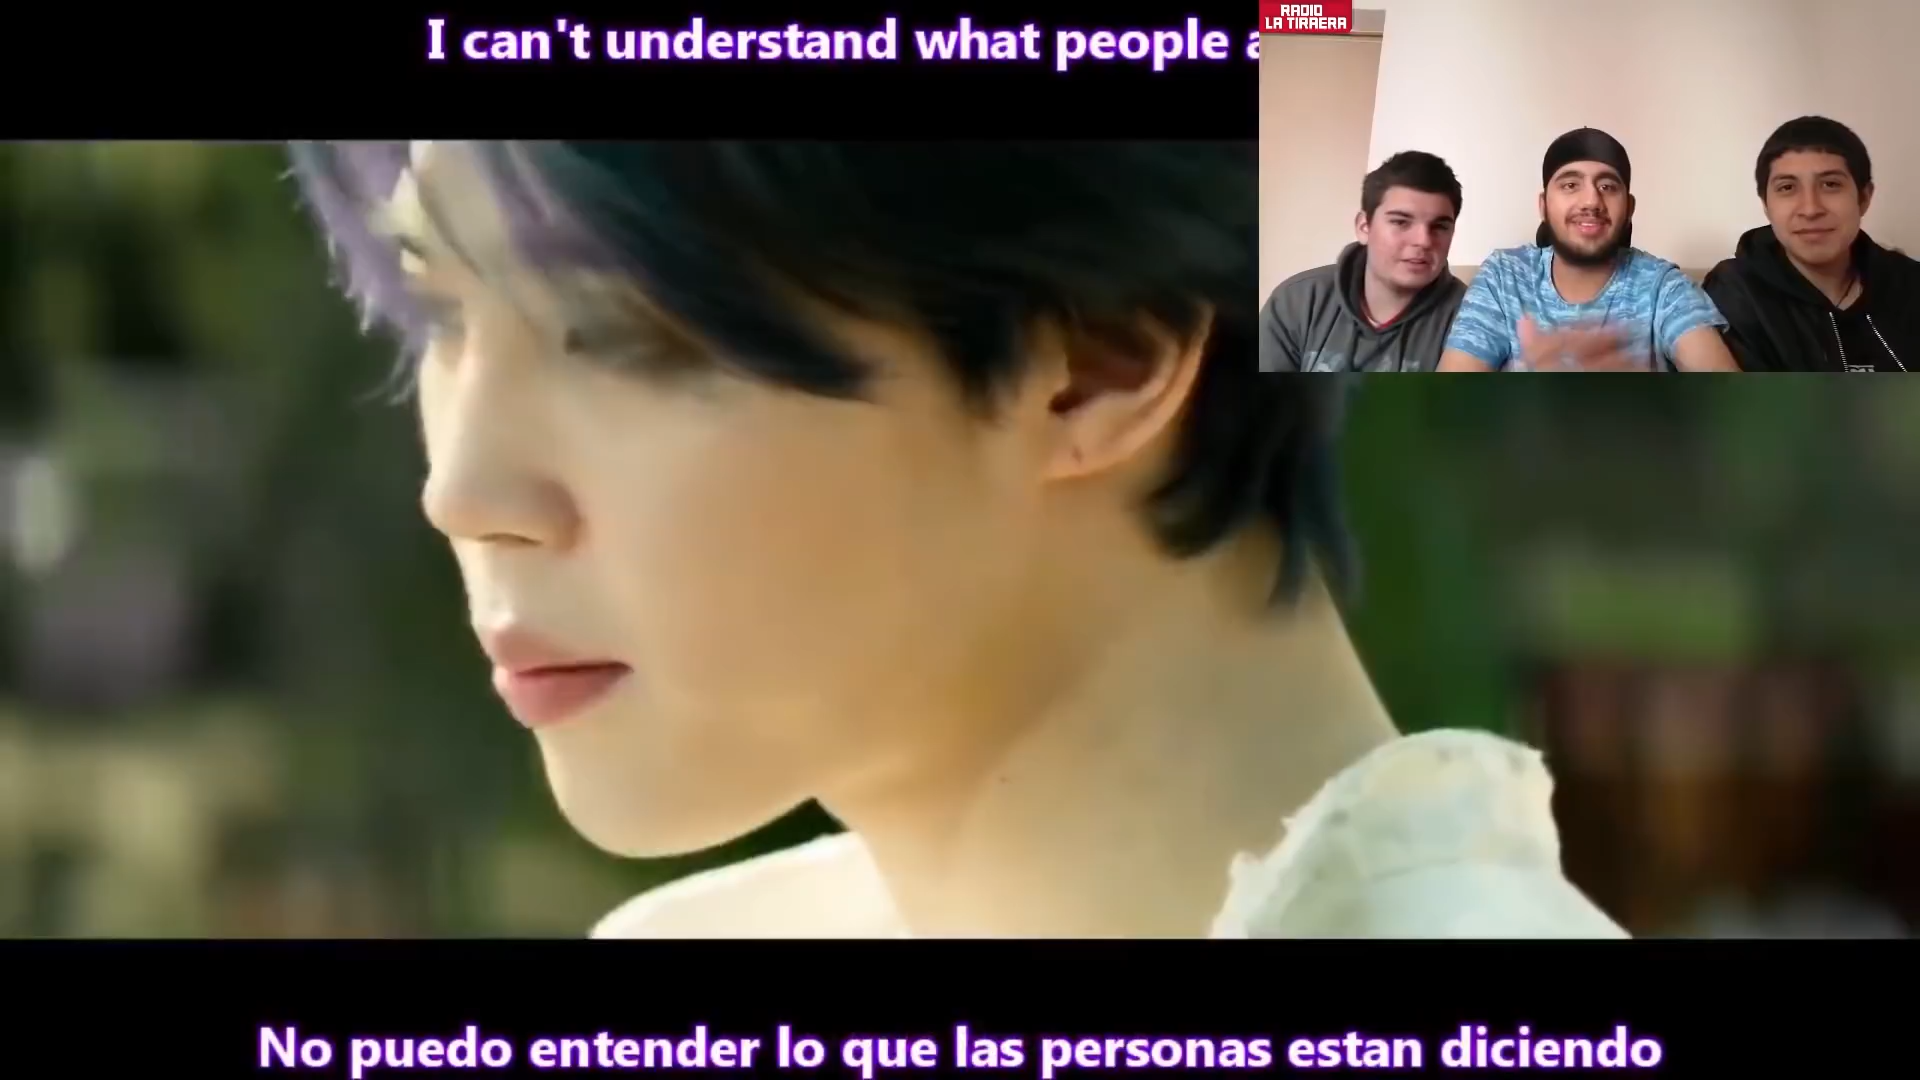 I can't understand what people a
RADIO
LA TIRAERA
No puedo entender lo que las personas estan diciendo